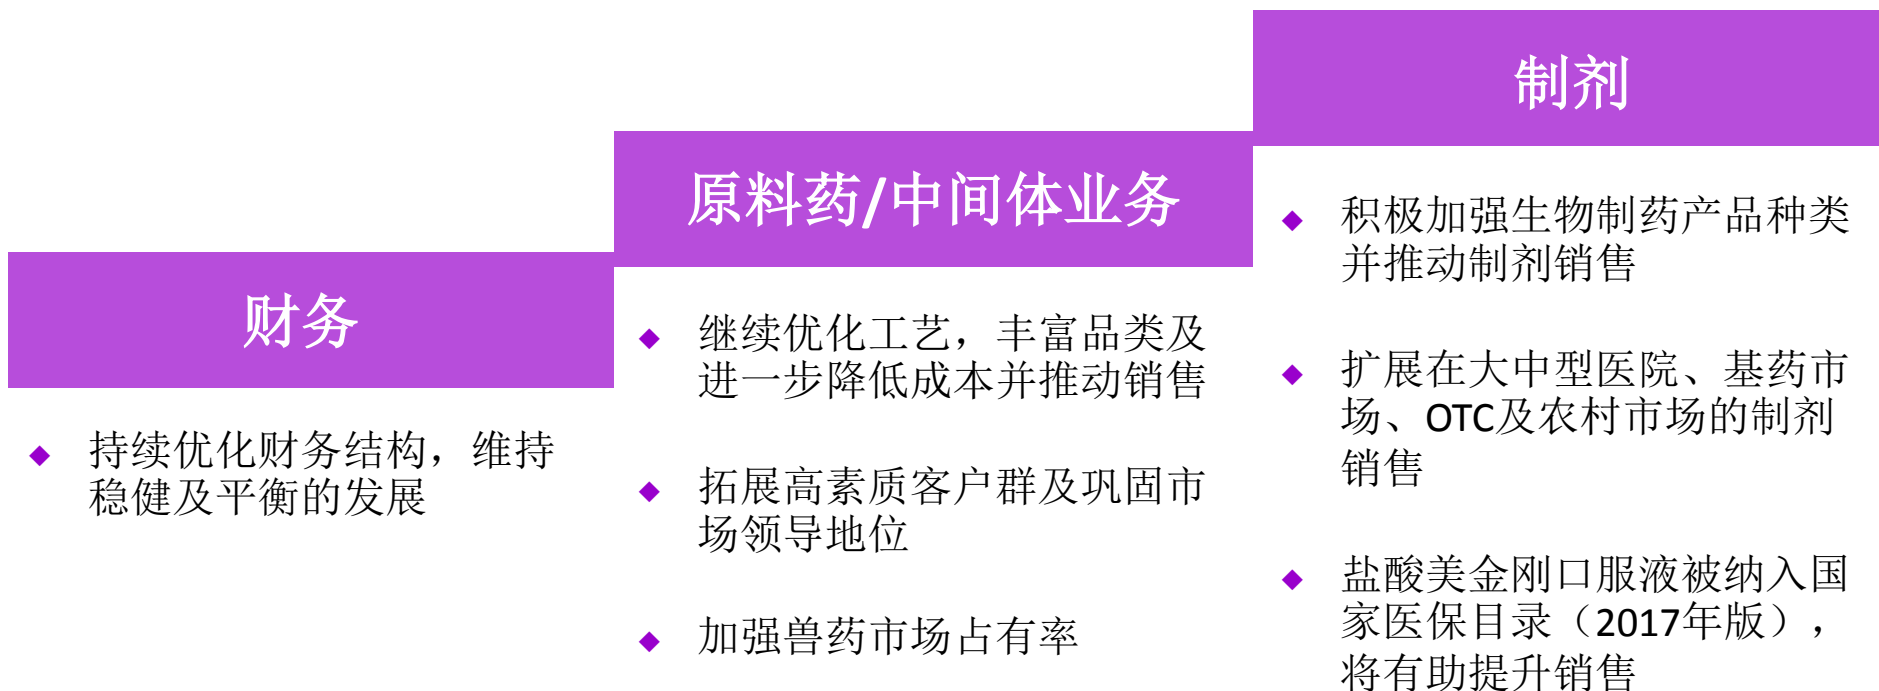 财务
持续优化财务结构，维持
稳健及平衡的发展
原料药/中间体业务
继续优化工艺，丰富品类及
进一步降低成本并推动销售
拓展高素质客户群及巩固市
场领导地位
加强兽药市场占有率
制剂
积极加强生物制药产品种类
并推动制剂销售
扩展在大中型医院、基药市
场、OTC及农村市场的制剂
销售
盐酸美金刚口服液被纳入国
家医保目录（2017年版），
将有助提升销售